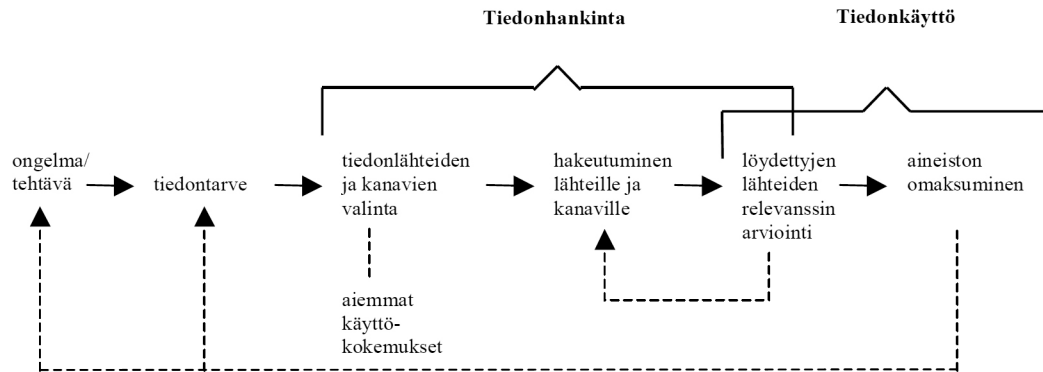 Tiedonhankinta
Tiedonkäyttö
ongelma/
tehtävä
tiedontarve
tiedonlähteiden
ja kanavien
valinta
hakeutuminen
lähteille ja
kanaville
löydettyjen
lähteiden
relevanssin
arviointi
aineiston
omaksuminen
aiemmat
käyttö-
kokemukset